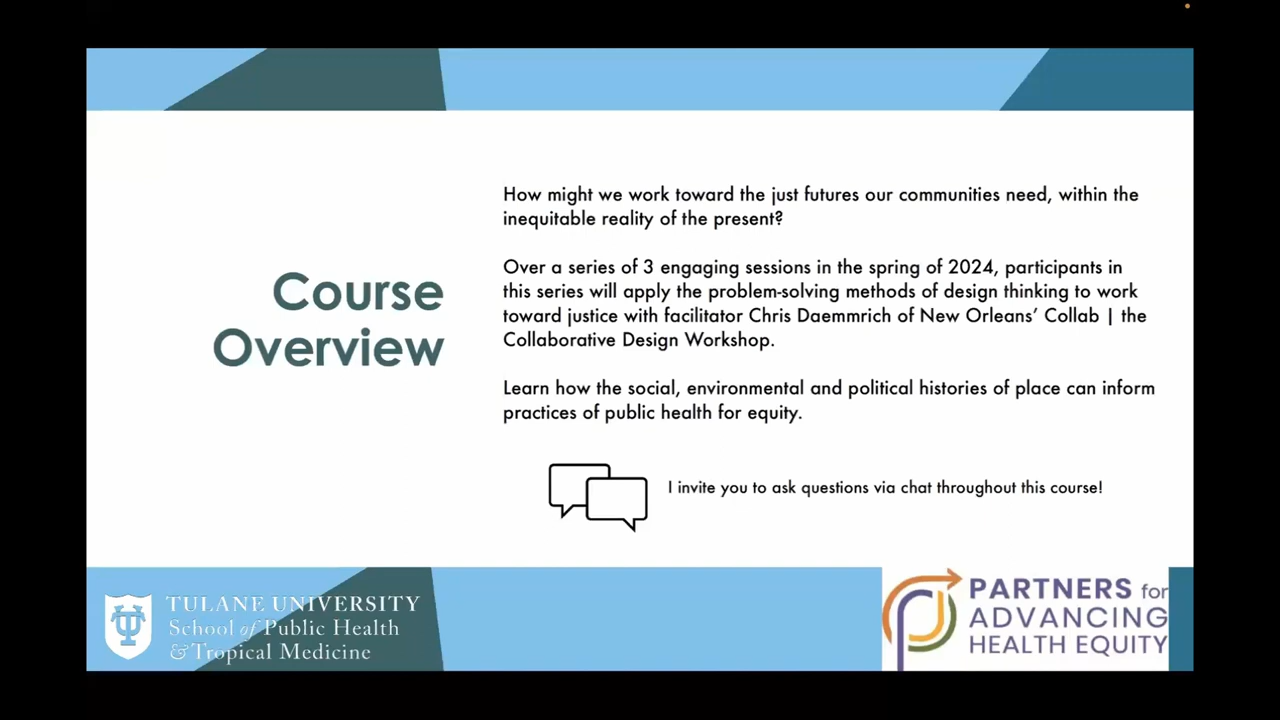 Course
Overview
How might we work toward the just futures our communities need, within the
inequitable reality of the present?
Over a series of 3 engaging sessions in the spring of 2024, participants in
this series will apply the problem-solving methods of design thinking to work
toward justice with facilitator Chris Daemmrich of New Orleans’ Collab | the
Collaborative Design Workshop.
Learn how the social, environmental and political histories of place can inform
practices of public health for equity.
I invite you to ask questions via chat throughout this course!
TULANE UNIVERSITY
School of Public Health
& Tropical Medicine
PARTNERS for
ADVANCING
HEALTH EQUITY